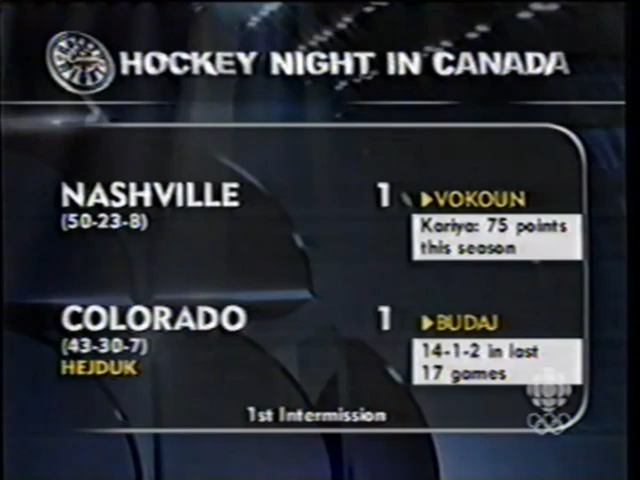 HOCKEY NIGHT IN CANADA
NASHVILLE 1 ▶VOKOUN
(50-23-8) Kariya: 75 points
this season
COLORADO 1 ▶BUDAJ
(43-30-7) 14-1-2 in last
HEJDUK 17 games
1st Intermission